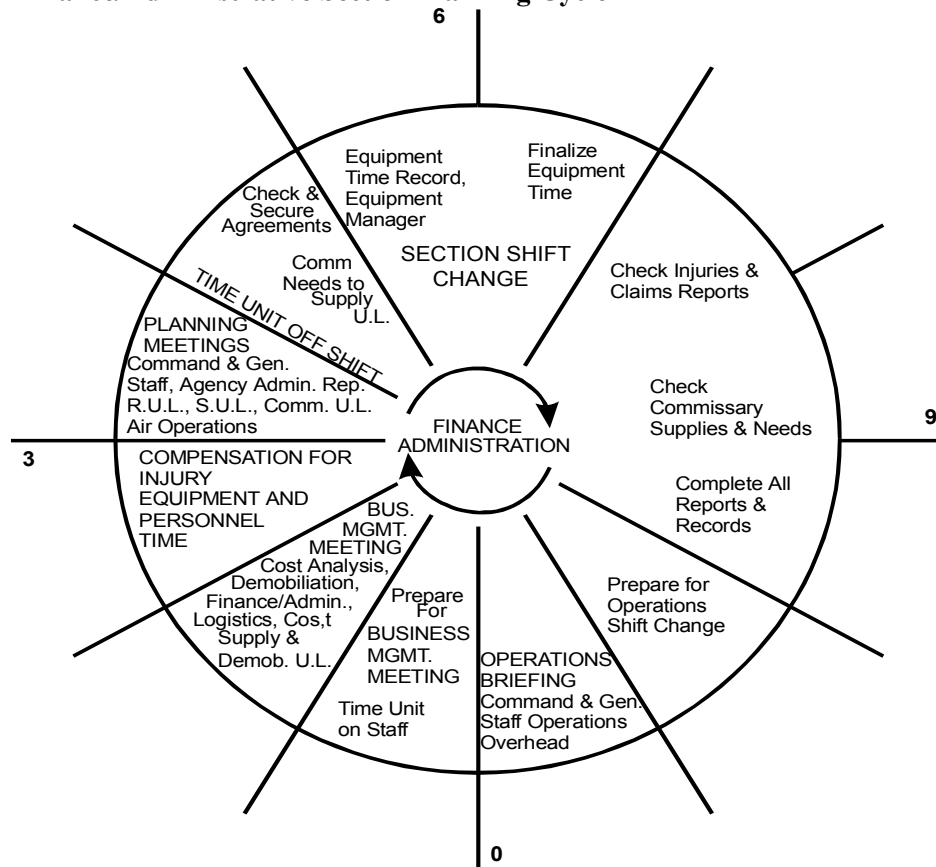 6
Equipment
Time Record,
Equipment
Manager
Finalize
Equipment
Time
SECTION SHIFT
CHANGE
Check &
Secure
Agreements
Comm
Needs to
Supply
U.L.
TIME UNIT OFF SHIFT
Check Injuries &
Claims Reports
PLANNING
MEETINGS
Command & Gen.
Staff, Agency Admin. Rep.
R.U.L., S.U.L., Comm. U.L.
Air Operations
Check
Commissary
Supplies & Needs
9
FINANCE
ADMINISTRATION
3
COMPENSATION FOR
INJURY
EQUIPMENT AND
PERSONNEL
TIME
Complete All
Reports &
Records
BUS.
MGMT.
MEETING
Cost Analysis,
Demobiliation,
Finance/Admin.,
Logistics, Cos,t
Supply &
Demob. U.L.
Prepare
For
BUSINESS
MGMT.
MEETING
Time Unit
on Staff
OPERATIONS
BRIEFING
Command & Gen.
Staff Operations
Overhead
Prepare for
Operations
Shift Change
0